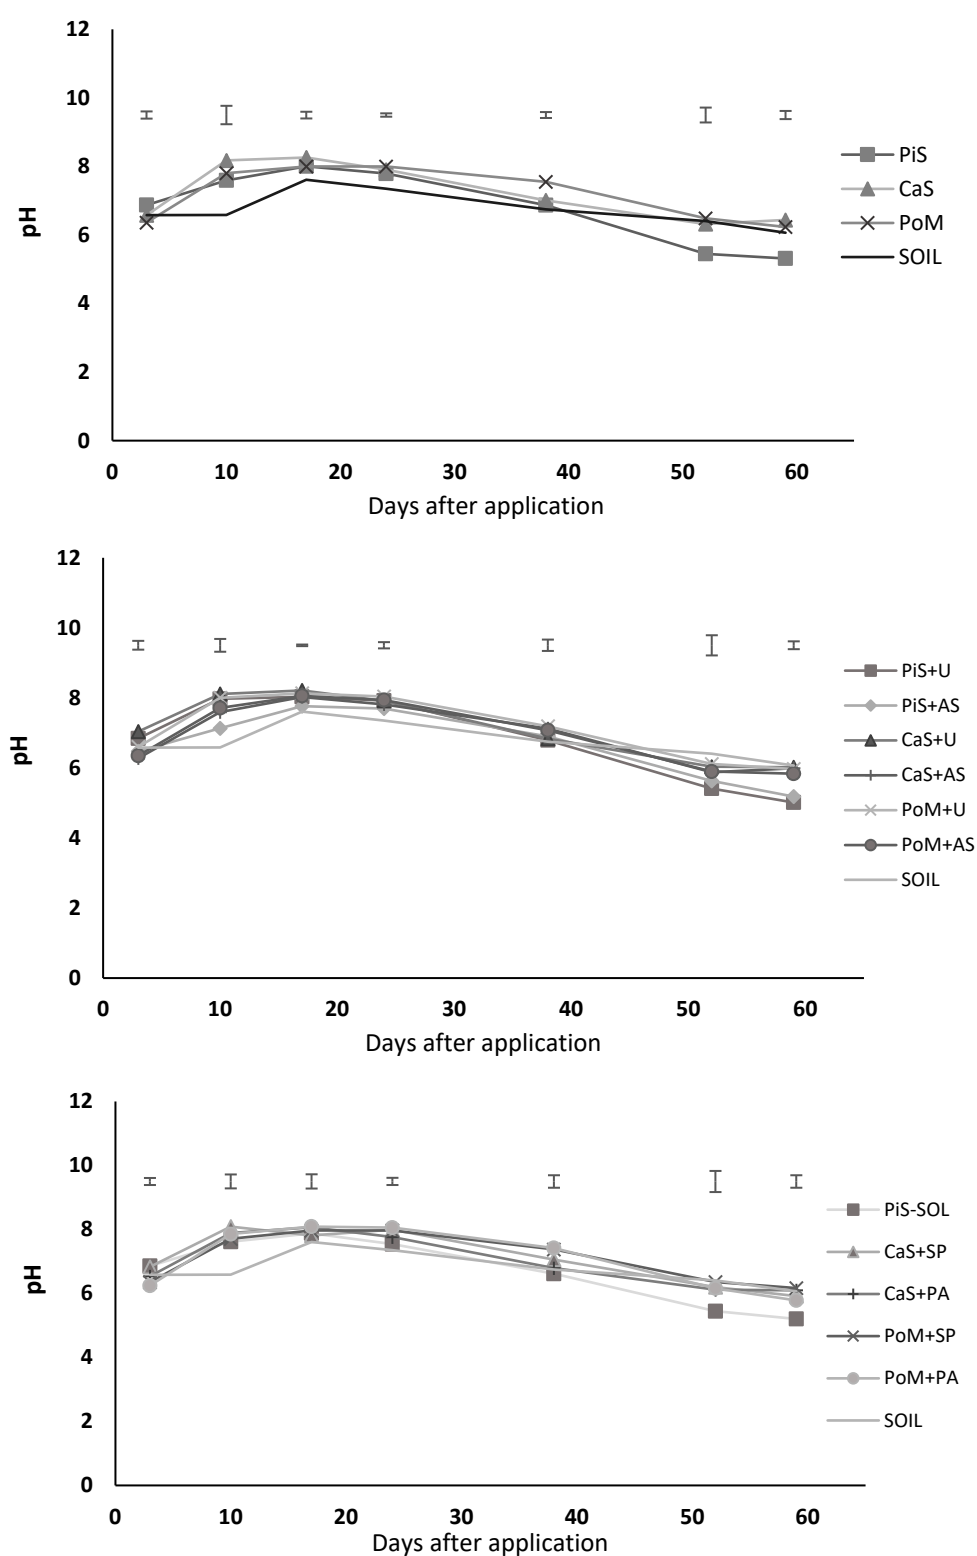 12
10
8
6
4
2
0
pH
0 10 20 30 40 50 60
Days after application
PiS
CaS
PoM
SOIL
12
10
8
6
4
2
0
pH
0 10 20 30 40 50 60
Days after application
PiS+U
PiS+AS
CaS+U
CaS+AS
PoM+U
PoM+AS
SOIL
12
10
8
6
4
2
0
pH
0 10 20 30 40 50 60
Days after application
PiS-SOL
CaS+SP
CaS+PA
PoM+SP
PoM+PA
SOIL